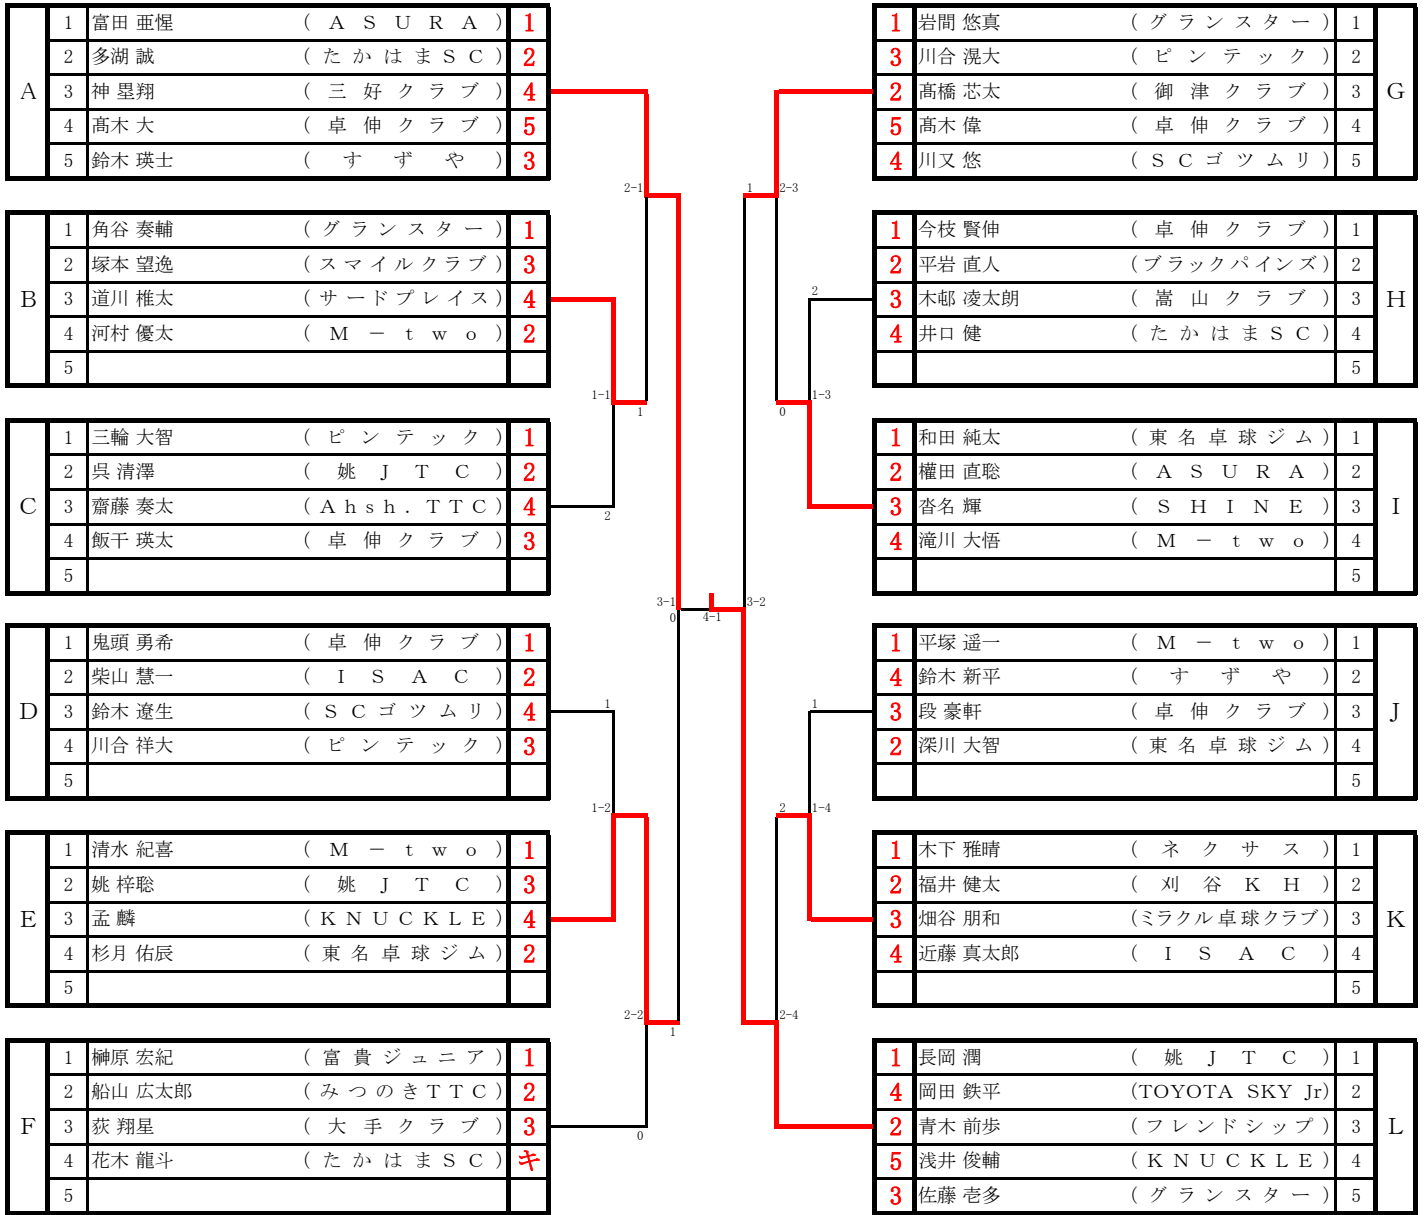 A
1 富田 亜惺 (ＡＳＵＲＡ) 1
2 多湖 誠 (たかはまＳＣ) 2
3 神 塁翔 (三好クラブ) 4
4 髙木 大 (卓伸クラブ) 5
5 鈴木 瑛士 (すずや) 3
B
1 角谷 奏輔 (グランスター) 1
2 塚本 望逸 (スマイルクラブ) 3
3 道川 椎太 (サードプレイス) 4
4 河村 優太 (Ｍ－ｔｗｏ) 2
5
C
1 三輪 大智 (ピンテック) 1
2 呉 清澤 (姚ＪＴＣ) 2
3 齋藤 奏太 (Ａｈｓｈ．ＴＴＣ) 4
4 飯干 瑛太 (卓伸クラブ) 3
5
D
1 鬼頭 勇希 (卓伸クラブ) 1
2 柴山 慧一 (ＩＳＡＣ) 2
3 鈴木 遼生 (ＳＣゴツムリ) 4
4 川合 祥大 (ピンテック) 3
5
E
1 清水 紀喜 (Ｍ－ｔｗｏ) 1
2 姚 梓聡 (姚ＪＴＣ) 3
3 孟 麟 (ＫＮＵＣＫＬＥ) 4
4 杉月 佑辰 (東名卓球ジム) 2
5
F
1 榊原 宏紀 (富貴ジュニア) 1
2 船山 広太郎 (みつのきＴＴＣ) 2
3 荻 翔星 (大手クラブ) 3
4 花木 龍斗 (たかはまＳＣ) キ
5
2-1
1-1
1
2
3-1
0
1
1-2
2-2
1
0
4-1
1
2-3
2
0
1-3
3-2
1
2
1-4
2-4
G
1 岩間 悠真 (グランスター) 1
3 川合 滉大 (ピンテック) 2
2 髙橋 芯太 (御津クラブ) 3
5 髙木 偉 (卓伸クラブ) 4
4 川又 悠 (ＳＣゴツムリ) 5
H
1 今枝 賢伸 (卓伸クラブ) 1
2 平岩 直人 (ブラックパインズ) 2
3 木邨 凌太朗 (嵩山クラブ) 3
4 井口 健 (たかはまＳＣ) 4
5
I
1 和田 純太 (東名卓球ジム) 1
2 權田 直聡 (ＡＳＵＲＡ) 2
3 沓名 輝 (ＳＨＩＮＥ) 3
4 滝川 大悟 (Ｍ－ｔｗｏ) 4
5
J
1 平塚 遥一 (Ｍ－ｔｗｏ) 1
4 鈴木 新平 (すずや) 2
3 段 豪軒 (卓伸クラブ) 3
2 深川 大智 (東名卓球ジム) 4
5
K
1 木下 雅晴 (ネクサス) 1
2 福井 健太 (刈谷ＫＨ) 2
3 畑谷 朋和 (ミラクル卓球クラブ) 3
4 近藤 真太郎 (ＩＳＡＣ) 4
5
L
1 長岡 潤 (姚ＪＴＣ) 1
4 岡田 鉄平 (TOYOTA SKY Jr) 2
2 青木 前歩 (フレンドシップ) 3
5 浅井 俊輔 (ＫＮＵＣＫＬＥ) 4
3 佐藤 壱多 (グランスター) 5